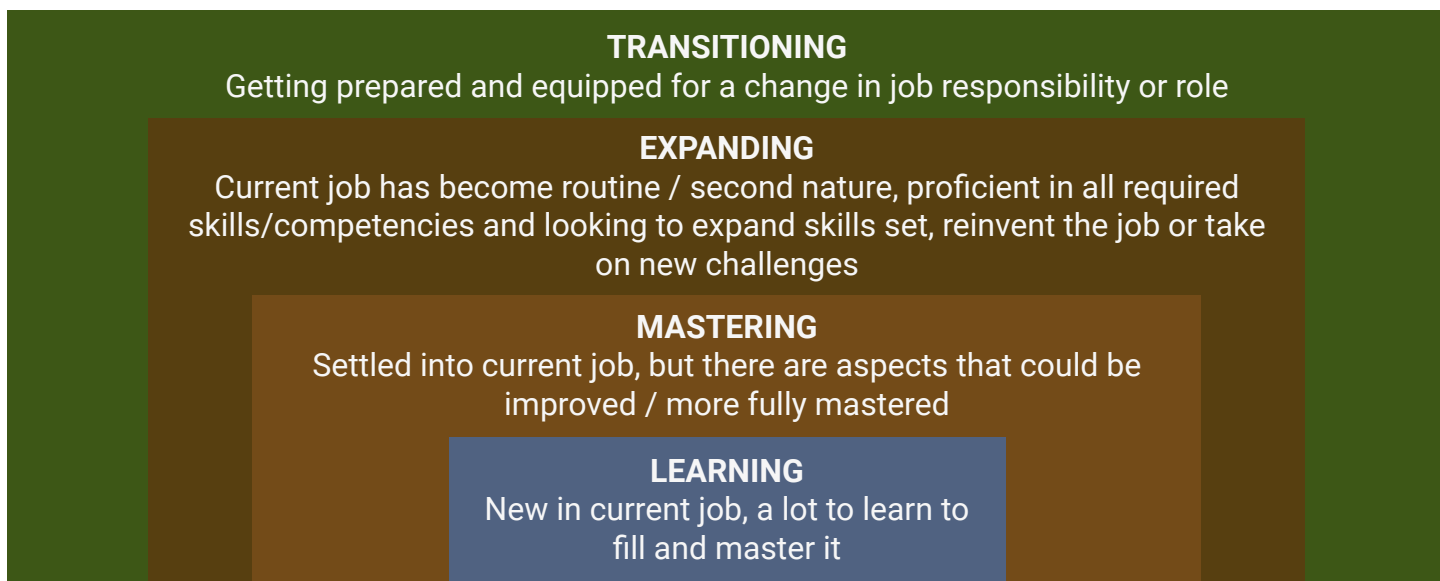 TRANSITIONING
Getting prepared and equipped for a change in job responsibility or role
EXPANDING
Current job has become routine / second nature, proficient in all required
skills/competencies and looking to expand skills set, reinvent the job or take
on new challenges
MASTERING
Settled into current job, but there are aspects that could be
improved / more fully mastered
LEARNING
New in current job, a lot to learn to
fill and master it